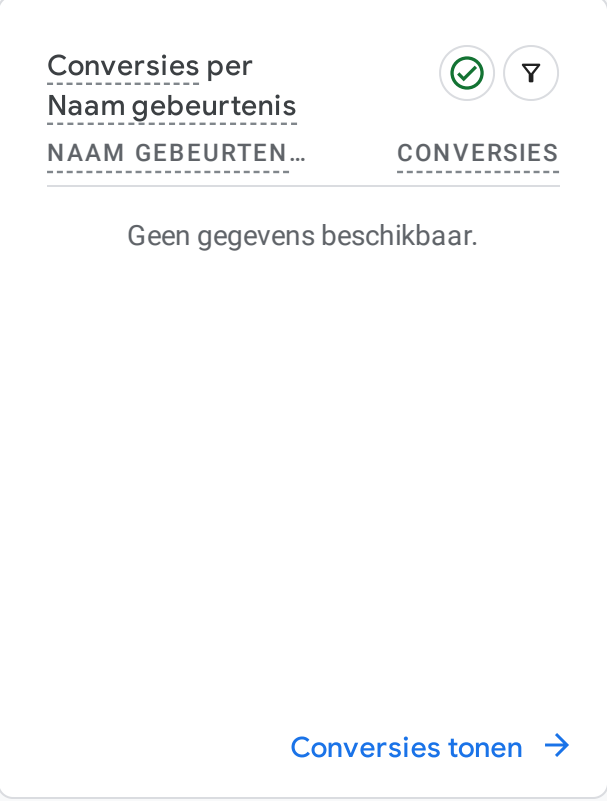 Conversies per
Naam gebeurtenis
NAAM GEBEURTEN...
CONVERSIES
Geen gegevens beschikbaar.
Conversies tonen